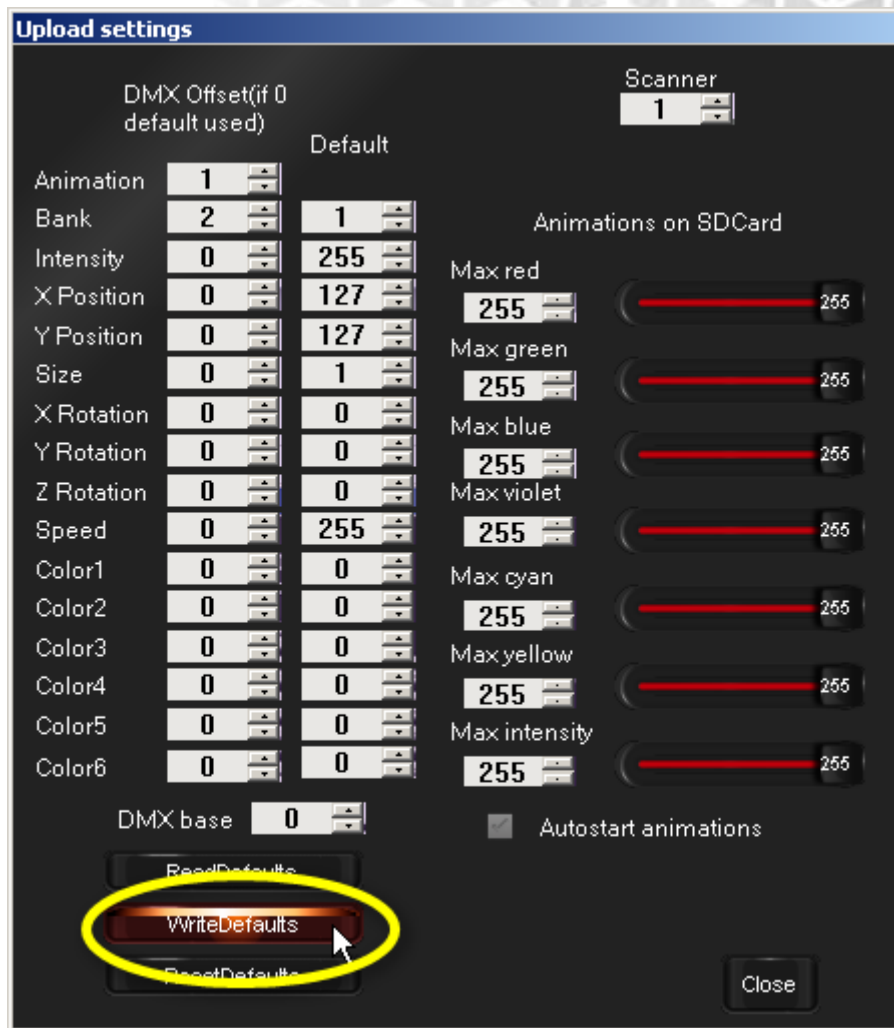 Upload settings
DMX Offset(if 0
default used)
Default
Scanner
1
Animation 1
Bank 2 1
Intensity 0 255
X Position 0 127
Y Position 0 127
Size 0 1
X Rotation 0 0
Y Rotation 0 0
Z Rotation 0 0
Speed 0 255
Color1 0 0
Color2 0 0
Color3 0 0
Color4 0 0
Color5 0 0
Color6 0 0
DMX base 0
ReadDefaults
WriteDefaults
ResetDefaults
Animations on SDCard
Max red
255 255
Max green
255 255
Max blue
255 255
Max violet
255 255
Max cyan
255 255
Max yellow
255 255
Max intensity
255 255
Autostart animations
Close